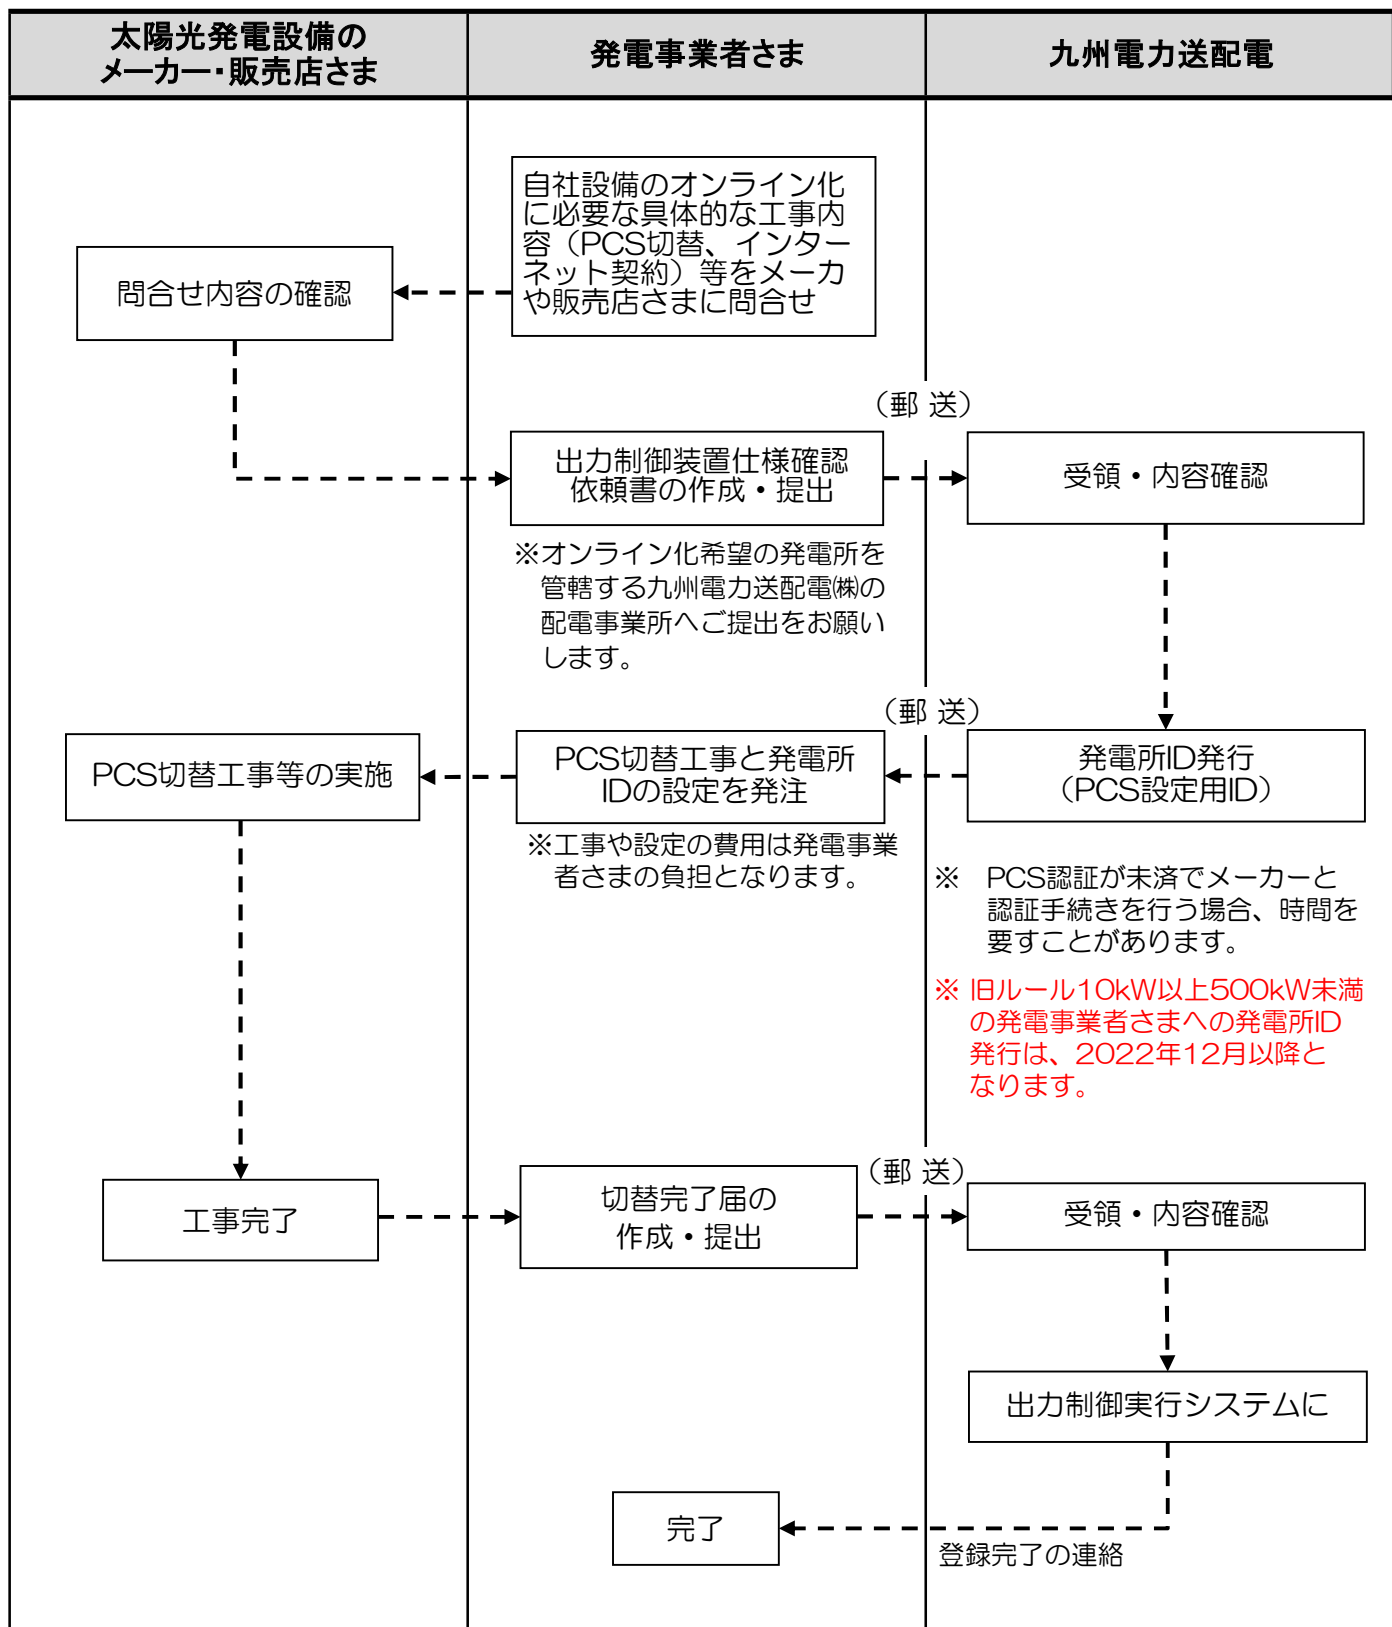 太陽光発電設備の
メーカー・販売店さま
発電事業者さま
九州電力送配電
自社設備のオンライン化
に必要な具体的な工事内
容（PCS切替、インター
ネット契約）等をメーカ
や販売店さまに問合せ
問合せ内容の確認
（郵 送）
出力制御装置仕様確認
依頼書の作成・提出
受領・内容確認
※オンライン化希望の発電所を
管轄する九州電力送配電㈱の
配電事業所へご提出をお願い
します。
（郵 送）
発電所ID発行
（PCS設定用ID）
PCS切替工事と発電所
IDの設定を発注
PCS切替工事等の実施
※工事や設定の費用は発電事業
者さまの負担となります。
※　PCS認証が未済でメーカーと
認証手続きを行う場合、時間を
要すことがあります。
※ 旧ルール10kW以上500kW未満
の発電事業者さまへの発電所ID
発行は、2022年12月以降と
なります。
工事完了
切替完了届の
作成・提出
（郵 送）
受領・内容確認
出力制御実行システムに
完了
登録完了の連絡